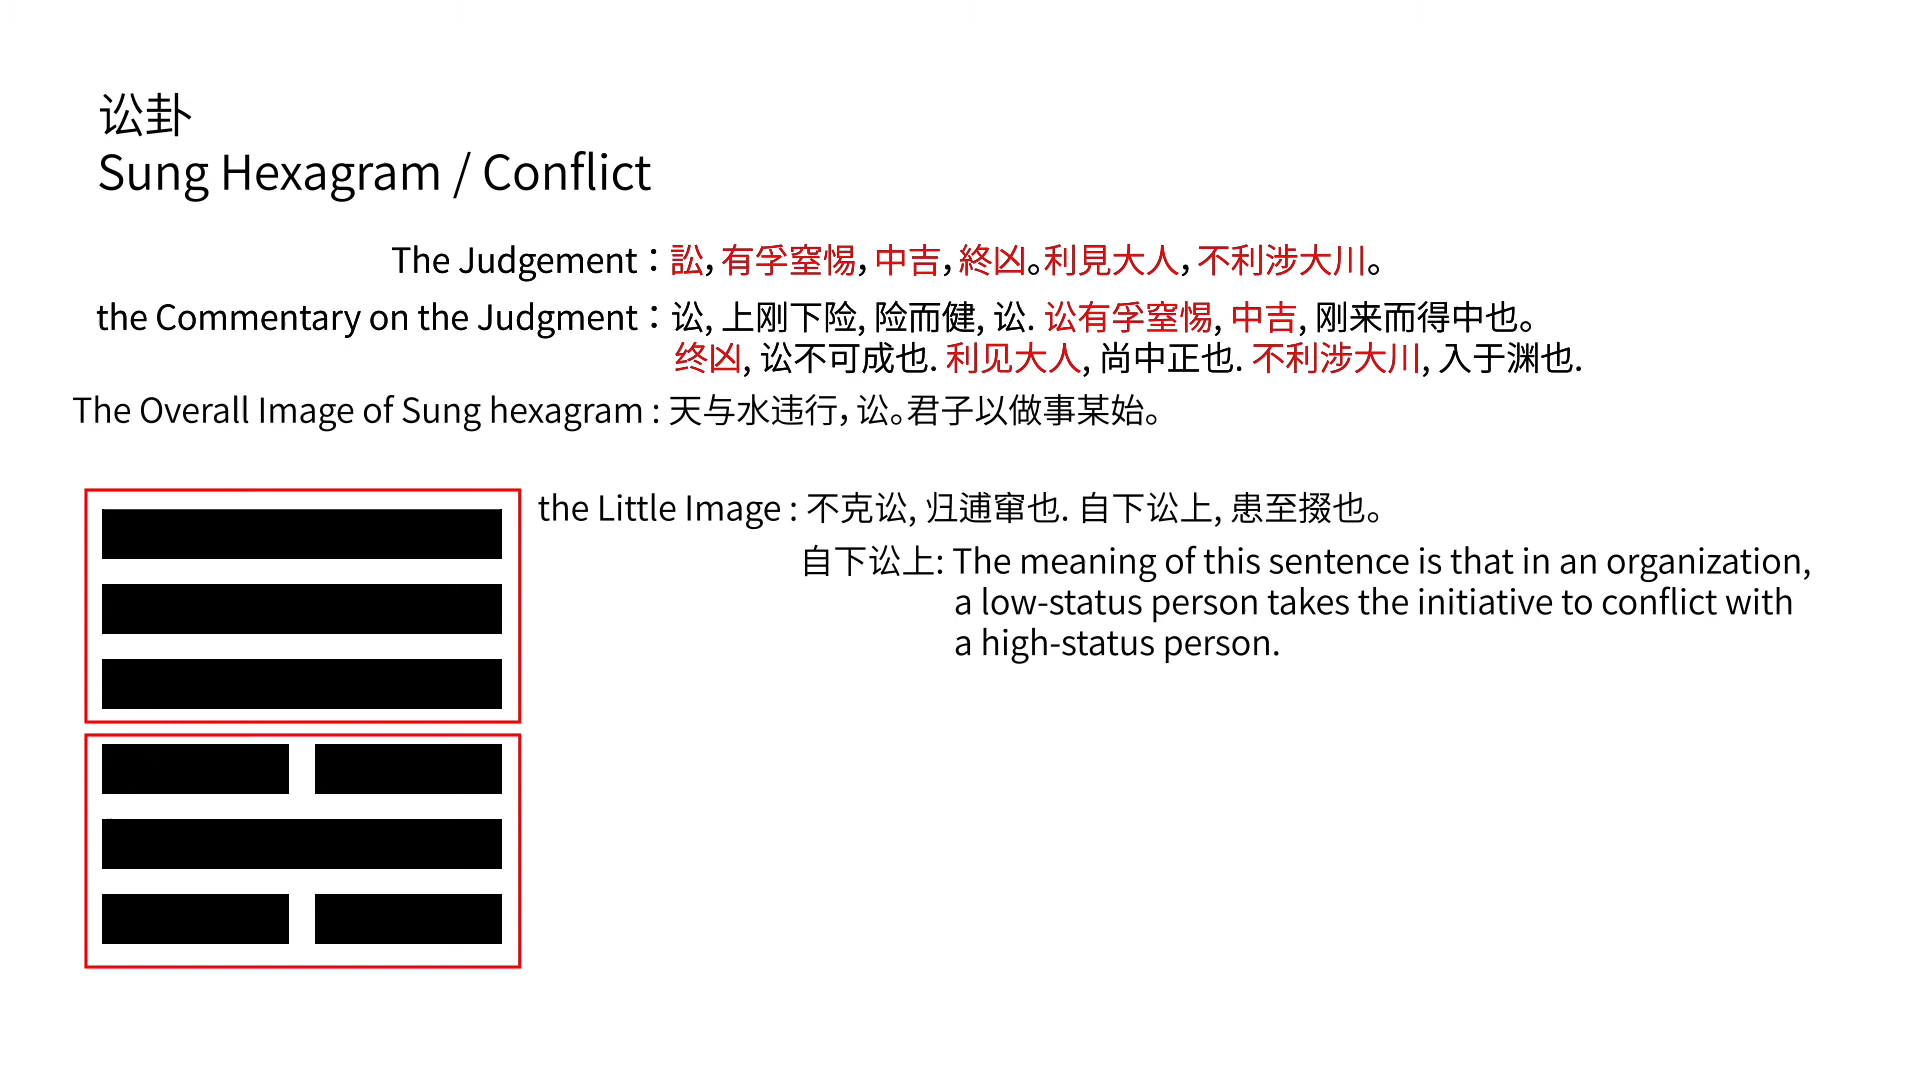 讼卦
Sung Hexagram / Conflict
The Judgement：訟, 有孚窒惕, 中吉, 終凶。利見大人, 不利涉大川。
the Commentary on the Judgment：讼, 上刚下险, 险而健, 讼. 讼有孚窒惕, 中吉, 刚来而得中也。
终凶, 讼不可成也. 利见大人, 尚中正也. 不利涉大川, 入于渊也.
The Overall Image of Sung hexagram : 天与水违行, 讼。君子以做事某始。
the Little Image : 不克讼, 归逋窜也. 自下讼上, 患至掇也。
自下讼上: The meaning of this sentence is that in an organization,
a low-status person takes the initiative to conflict with
a high-status person.